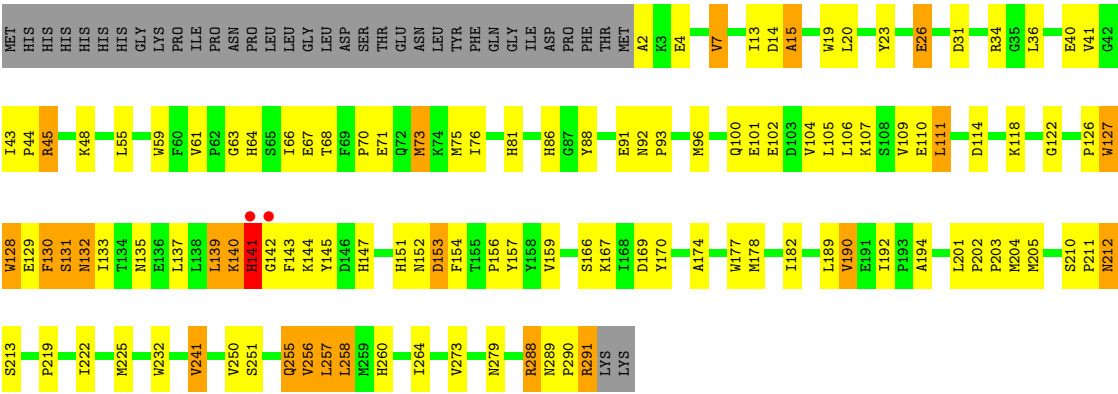 MET HIS HIS HIS HIS HIS HIS GLY LYS PRO ILE PRO ASN PRO LEU LEU GLY LEU ASP SER THR GLU ASN LEU TYR PHE GLN GLY ILE ASP PRO PHE THR MET A2 K3 E4 V7 I13 D14 A15 W19 L20 Y23 E26 D31 R34 G35 L36 E40 V41 G42
I43 P44 R45 K48 L55 W59 F60 V61 P62 G63 H64 S65 I66 E67 T68 F69 P70 E71 Q72 M73 K74 M75 I76 H81 H86 G87 Y88 E91 N92 P93 M96 Q100 E101 E102 D103 V104 L105 L106 K107 S108 V109 E110 L111 D114 K118 G122 P126 W127
W128 E129 F130 S131 N132 I133 T134 N135 E136 L137 L138 L139 K140 H141 G142 F143 K144 Y145 D146 H147 H151 N152 D153 F154 T155 P156 Y157 Y158 V159 S166 K167 I168 D169 Y170 A174 W177 M178 I182 L189 V190 E191 I192 P193 A194 L201 P202 P203 M204 M205 S210 P211 N212
S213 P219 I222 M225 W232 V241 V250 S251 Q255 V256 L257 L258 M259 H260 I264 V273 N279 R288 N289 P290 R291 LYS LYS